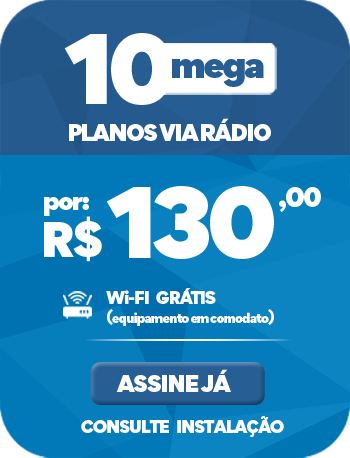 10 mega
PLANOS VIA RÁDIO
por:
R$ 130,00
Wi-FI GRÁTIS
(equipamento em comodato)
ASSINE JÁ
CONSULTE INSTALAÇÃO